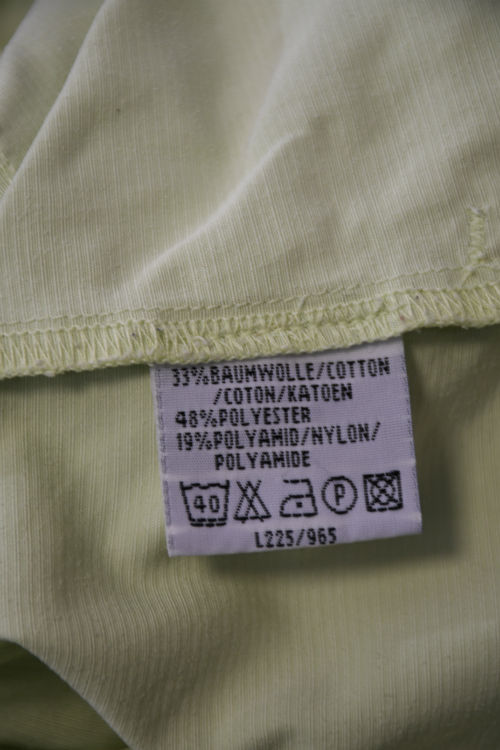 33%BAUMWOLLE/COTTON
/COTON/KATOEN
48%POLYESTER
19%POLYAMID/NYLON/
POLYAMIDE
40 P
L225/965